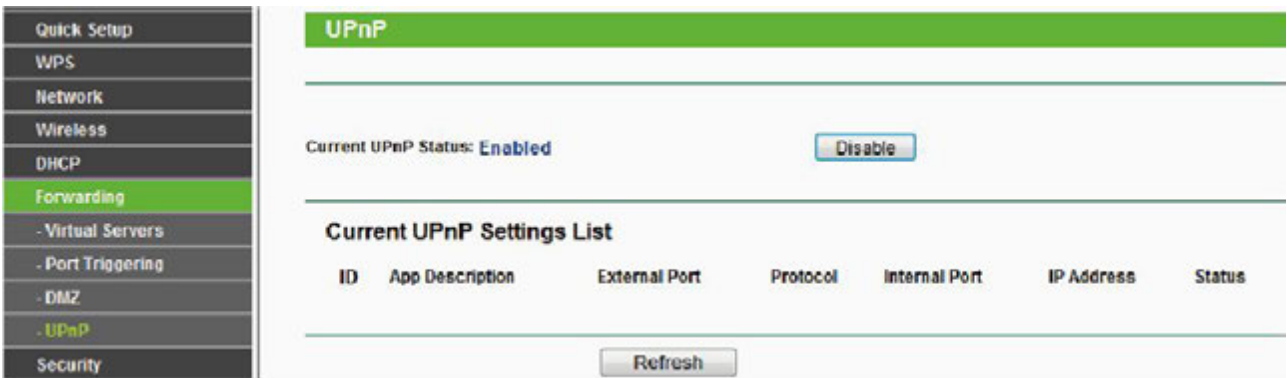 Quick Setup
WPS
Network
Wireless
DHCP
Forwarding
- Virtual Servers
- Port Triggering
- DMZ
- UPnP
Security
UPnP
Current UPnP Status: Enabled Disable
Current UPnP Settings List
ID App Description External Port Protocol Internal Port IP Address Status
Refresh